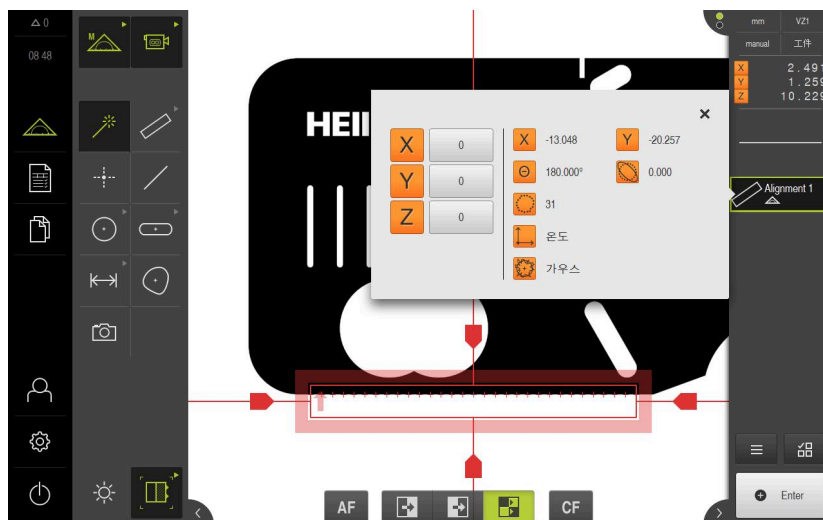 0
08 48
M
HEI
X 0
Y 0
Z 0
X -13.048
Y -20.257
Θ 180.000°
0.000
31
온도
가우스
mm VZ1
manual 工件
X 2.491
Y 1.259
Z 10.229
Alignment 1
Enter
AF
CF